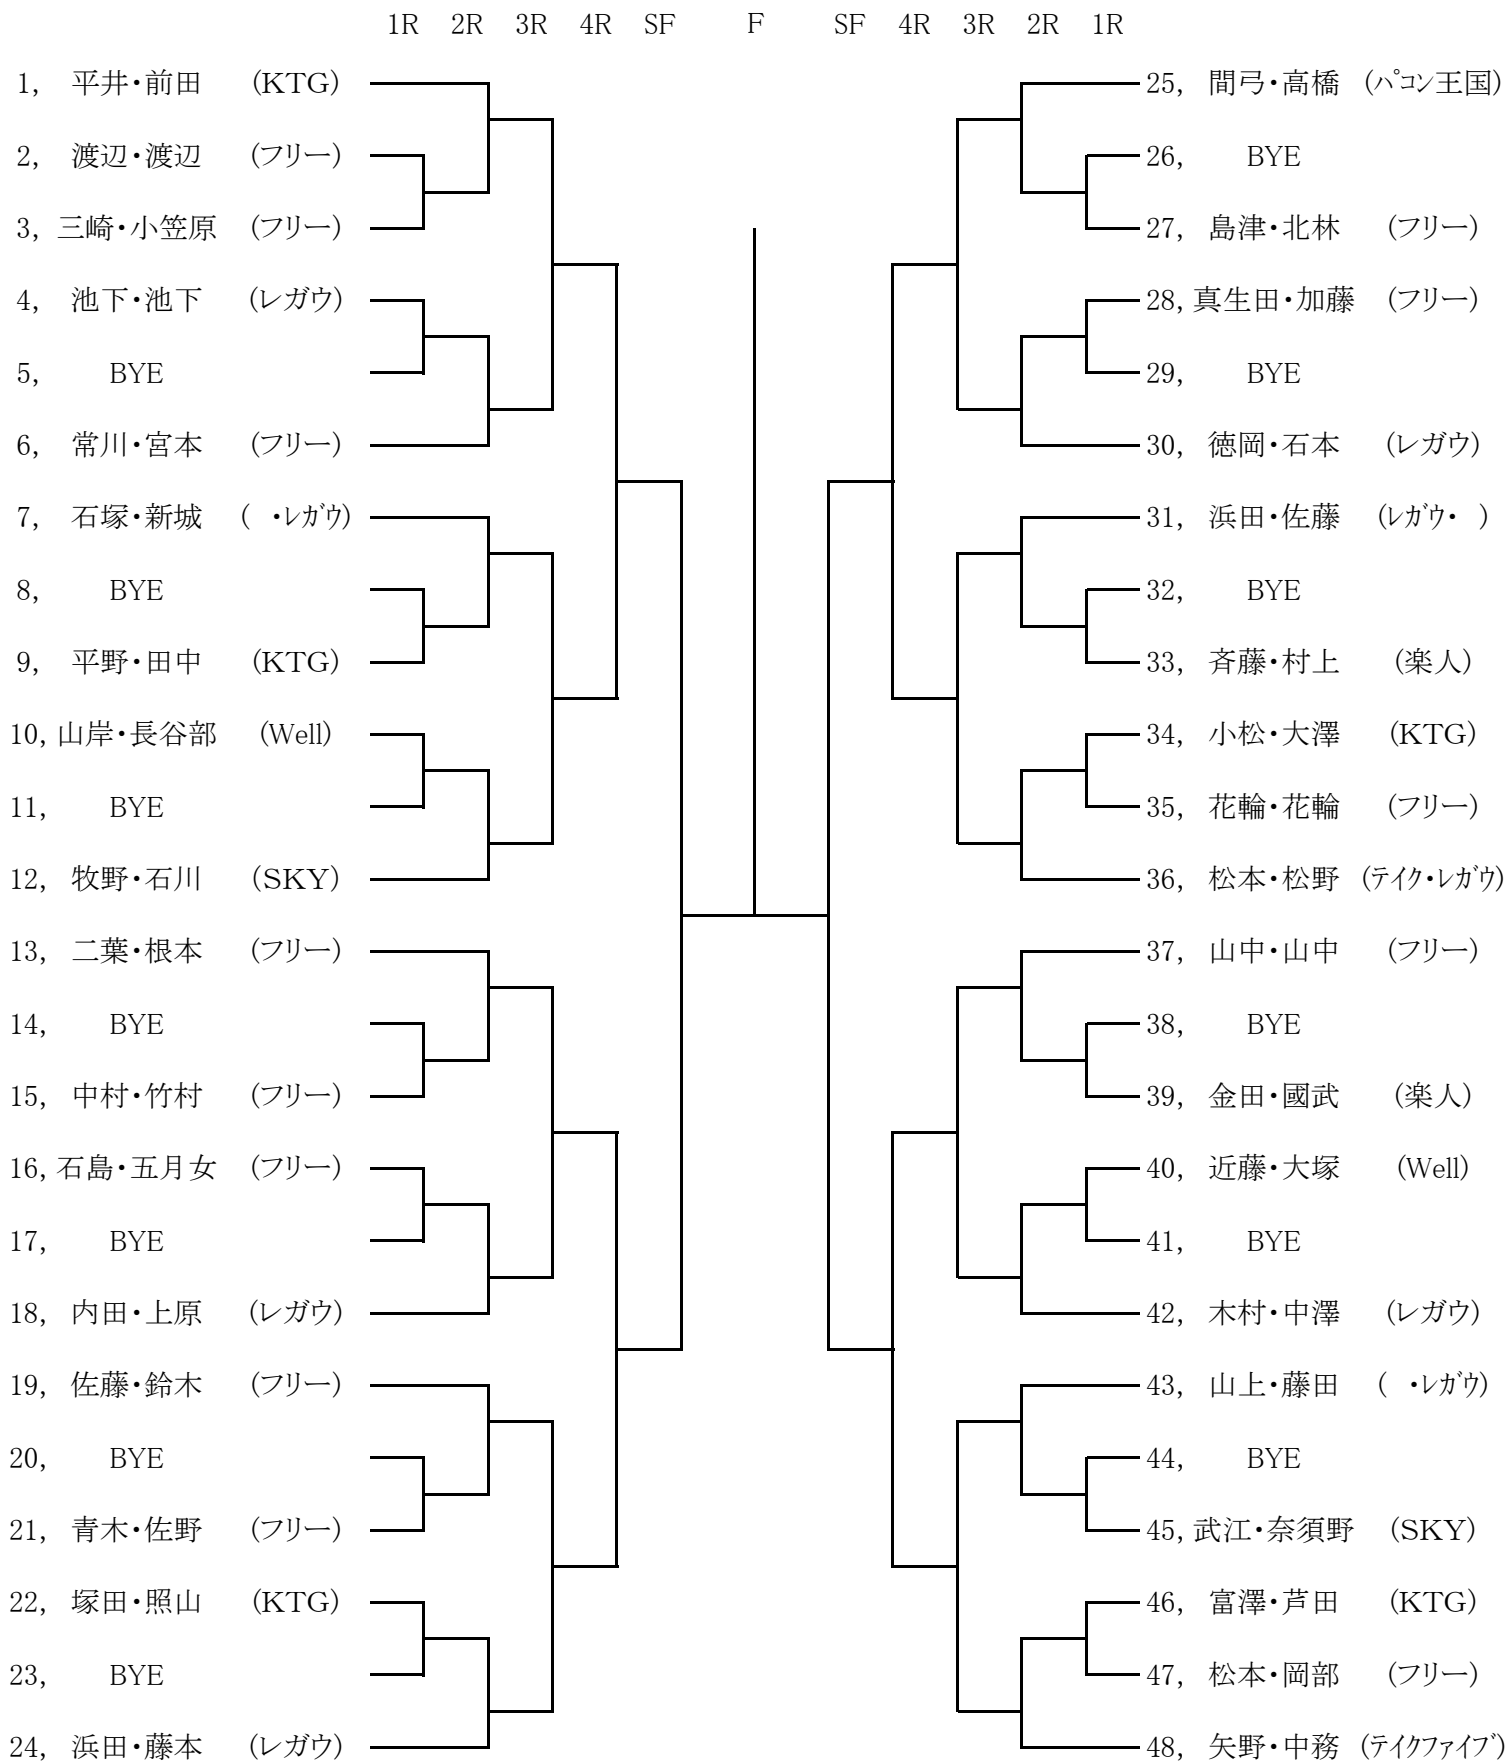 1R 2R 3R 4R SF F SF 4R 3R 2R 1R
1, 平井・前田 (KTG)
2, 渡辺・渡辺 (フリー)
3, 三崎・小笠原 (フリー)
4, 池下・池下 (レガウ)
5, BYE
6, 常川・宮本 (フリー)
7, 石塚・新城 ( ・ﾚｶﾞｳ)
8, BYE
9, 平野・田中 (KTG)
10, 山岸・長谷部 (Well)
11, BYE
12, 牧野・石川 (SKY)
13, 二葉・根本 (フリー)
14, BYE
15, 中村・竹村 (フリー)
16, 石島・五月女 (フリー)
17, BYE
18, 内田・上原 (レガウ)
19, 佐藤・鈴木 (フリー)
20, BYE
21, 青木・佐野 (フリー)
22, 塚田・照山 (KTG)
23, BYE
24, 浜田・藤本 (レガウ)
25, 間弓・高橋 (ﾊﾟｺﾝ王国)
26, BYE
27, 島津・北林 (フリー)
28, 真生田・加藤 (フリー)
29, BYE
30, 徳岡・石本 (レガウ)
31, 浜田・佐藤 (ﾚｶﾞｳ・ )
32, BYE
33, 斉藤・村上 (楽人)
34, 小松・大澤 (KTG)
35, 花輪・花輪 (フリー)
36, 松本・松野 (ﾃｲｸ・ﾚｶﾞｳ)
37, 山中・山中 (フリー)
38, BYE
39, 金田・國武 (楽人)
40, 近藤・大塚 (Well)
41, BYE
42, 木村・中澤 (レガウ)
43, 山上・藤田 ( ・ﾚｶﾞｳ)
44, BYE
45, 武江・奈須野 (SKY)
46, 富澤・芦田 (KTG)
47, 松本・岡部 (フリー)
48, 矢野・中務 (ﾃｲｸﾌｧｲﾌﾞ)